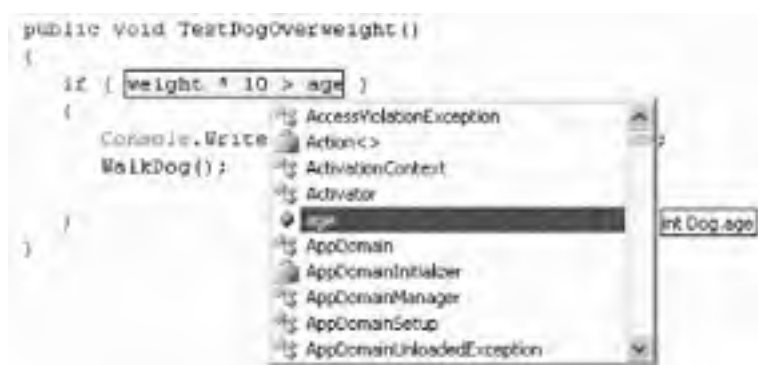 public void TestDogOverweight()
{
if ( weight * 10 > age )
{
Console.Write
;
WalkDog();
}
}
AccessViolationException
Action<>
ActivationContext
Activator
age
int Dog.age
AppDomain
AppDomainInitializer
AppDomainManager
AppDomainSetup
AppDomainUnloadedException